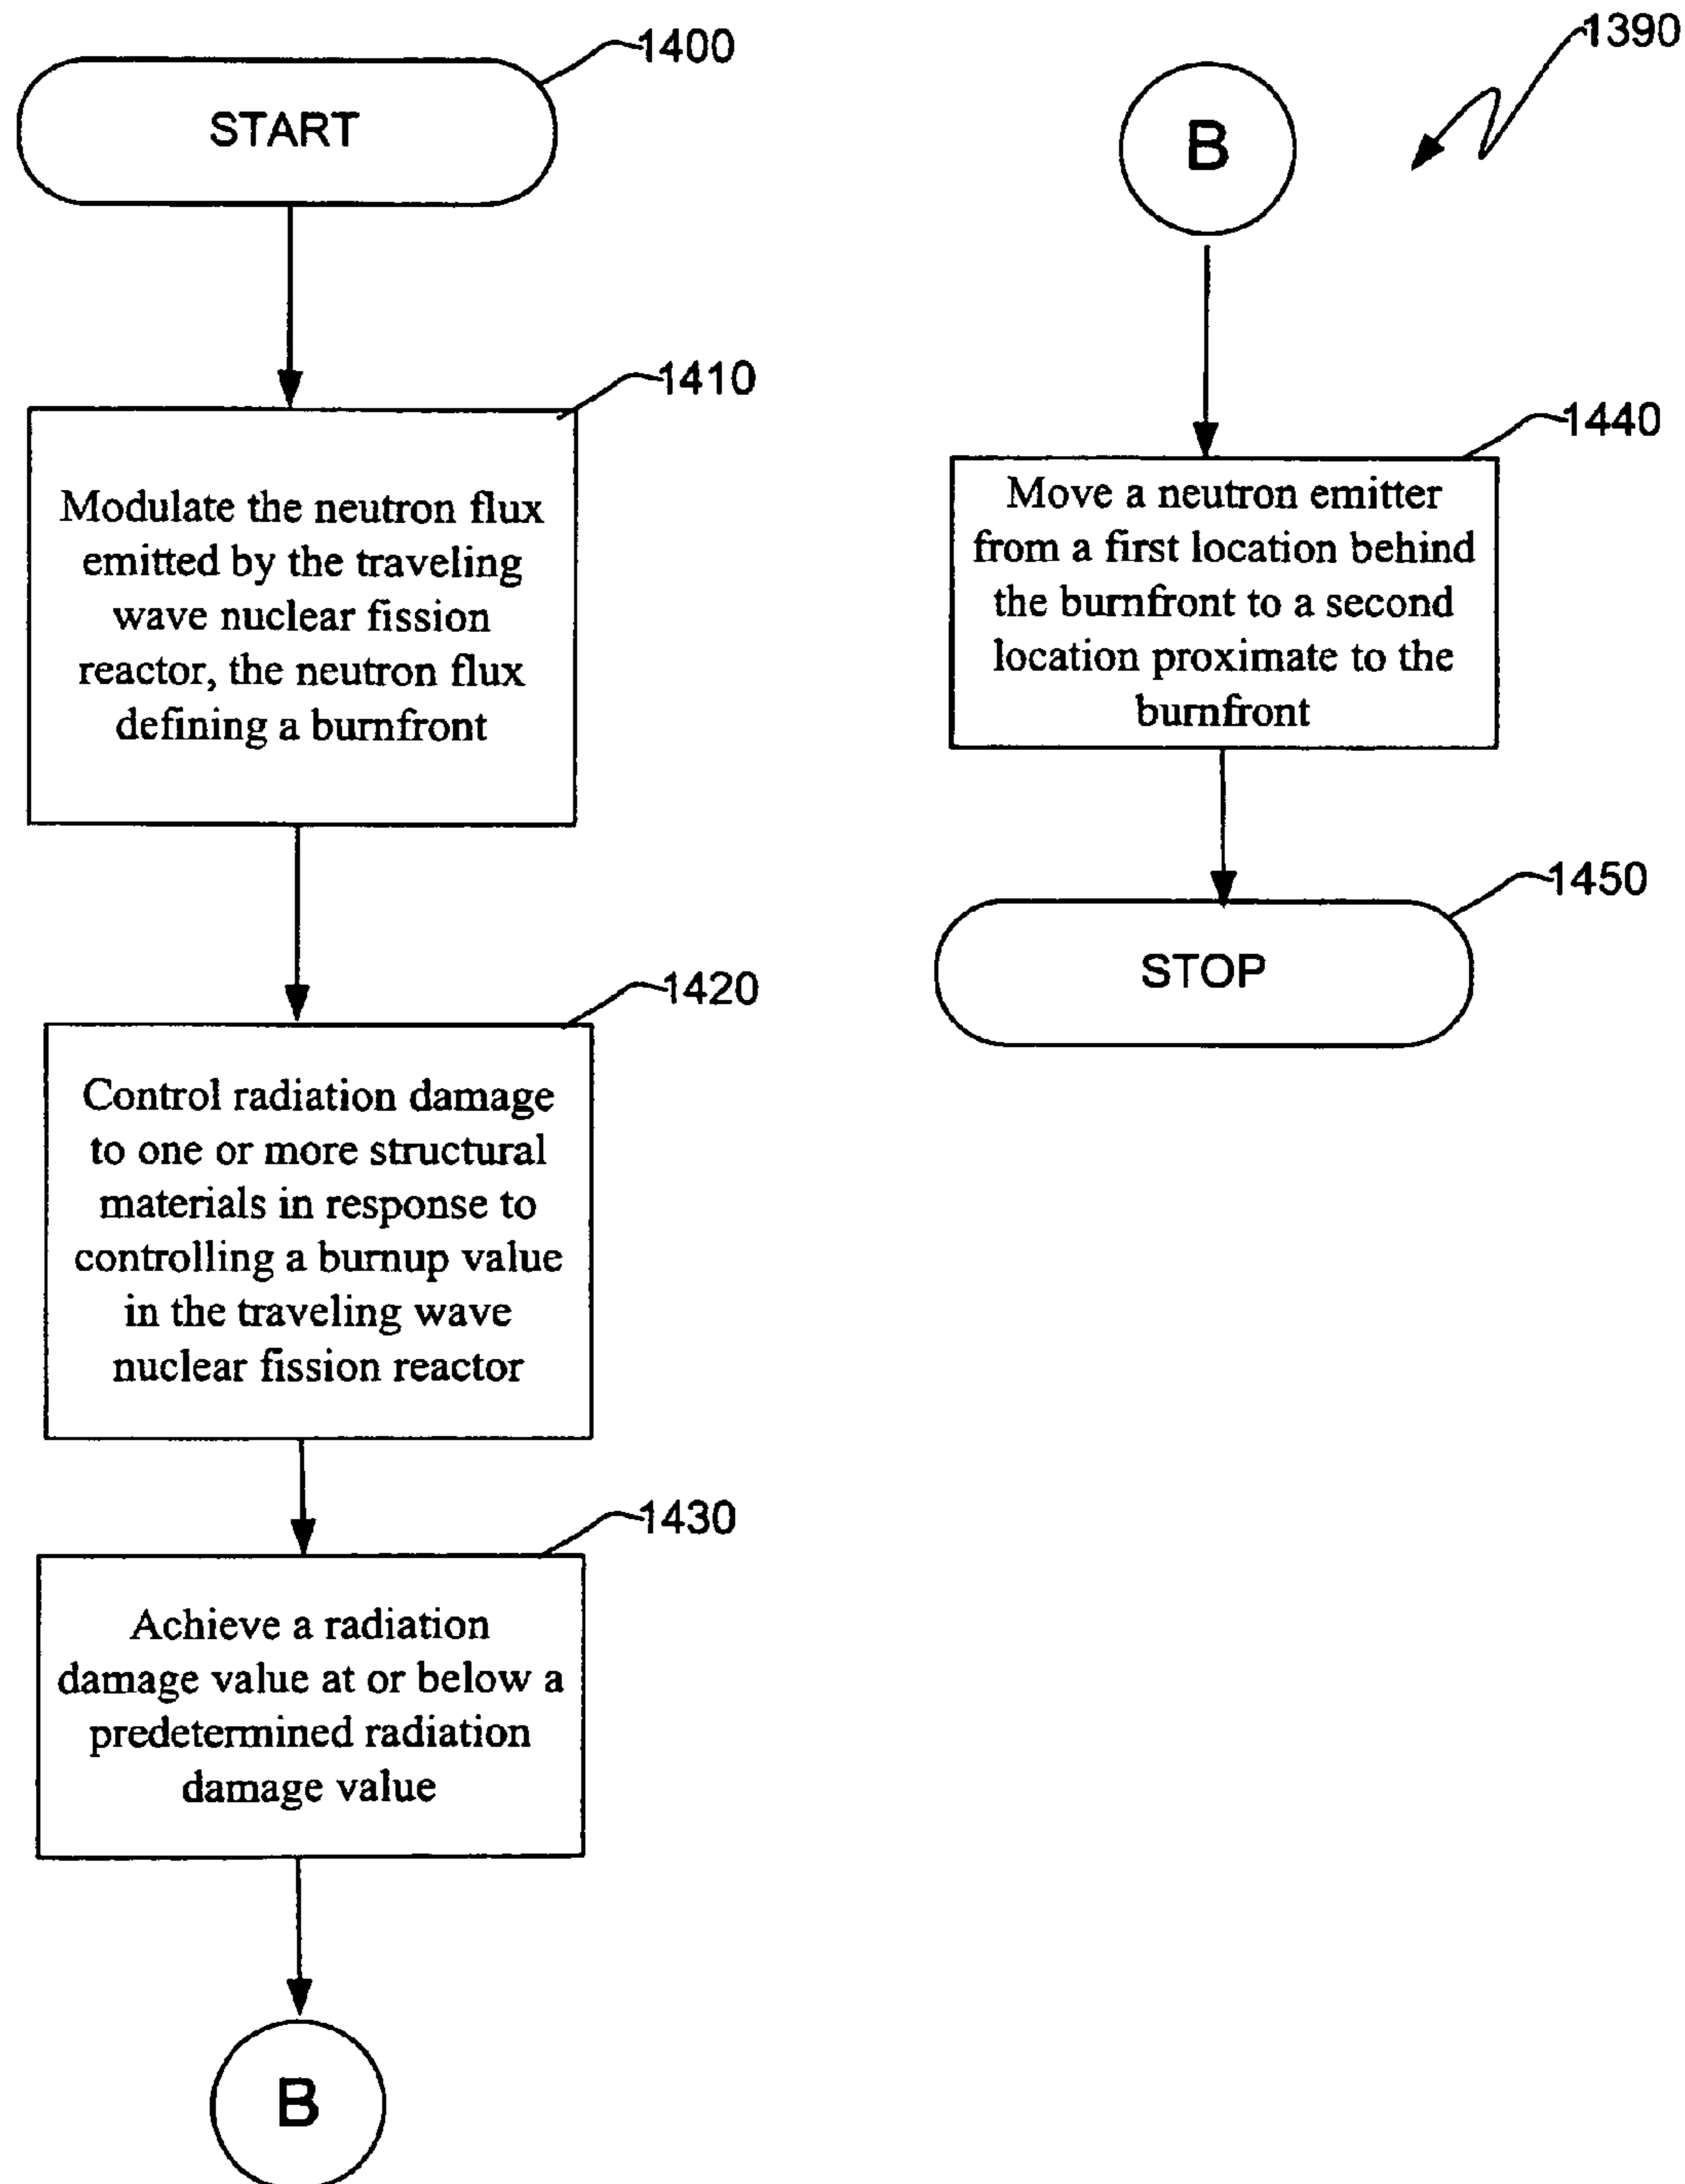 1400
START
1410
Modulate the neutron flux
emitted by the traveling
wave nuclear fission
reactor, the neutron flux
defining a burnfront
1420
Control radiation damage
to one or more structural
materials in response to
controlling a burnup value
in the traveling wave
nuclear fission reactor
1430
Achieve a radiation
damage value at or below a
predetermined radiation
damage value
B
1390
B
1440
Move a neutron emitter
from a first location behind
the burnfront to a second
location proximate to the
burnfront
1450
STOP